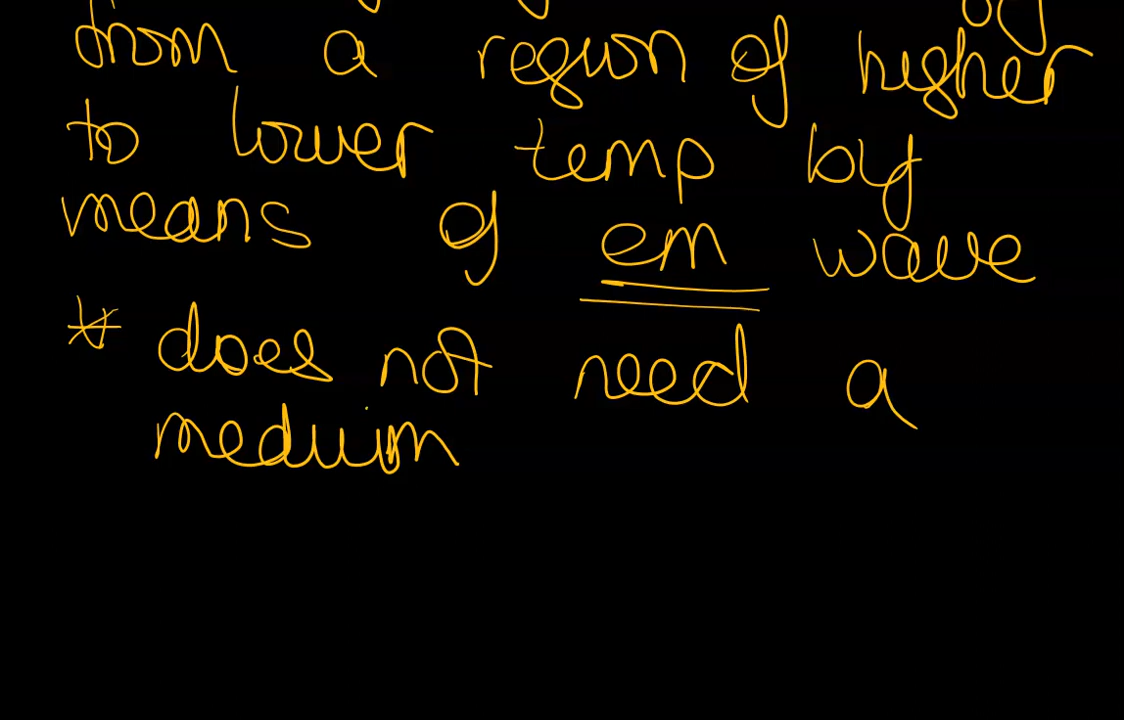 from a region of higher
to lower temp by
means of em wave
* does not need a
medium